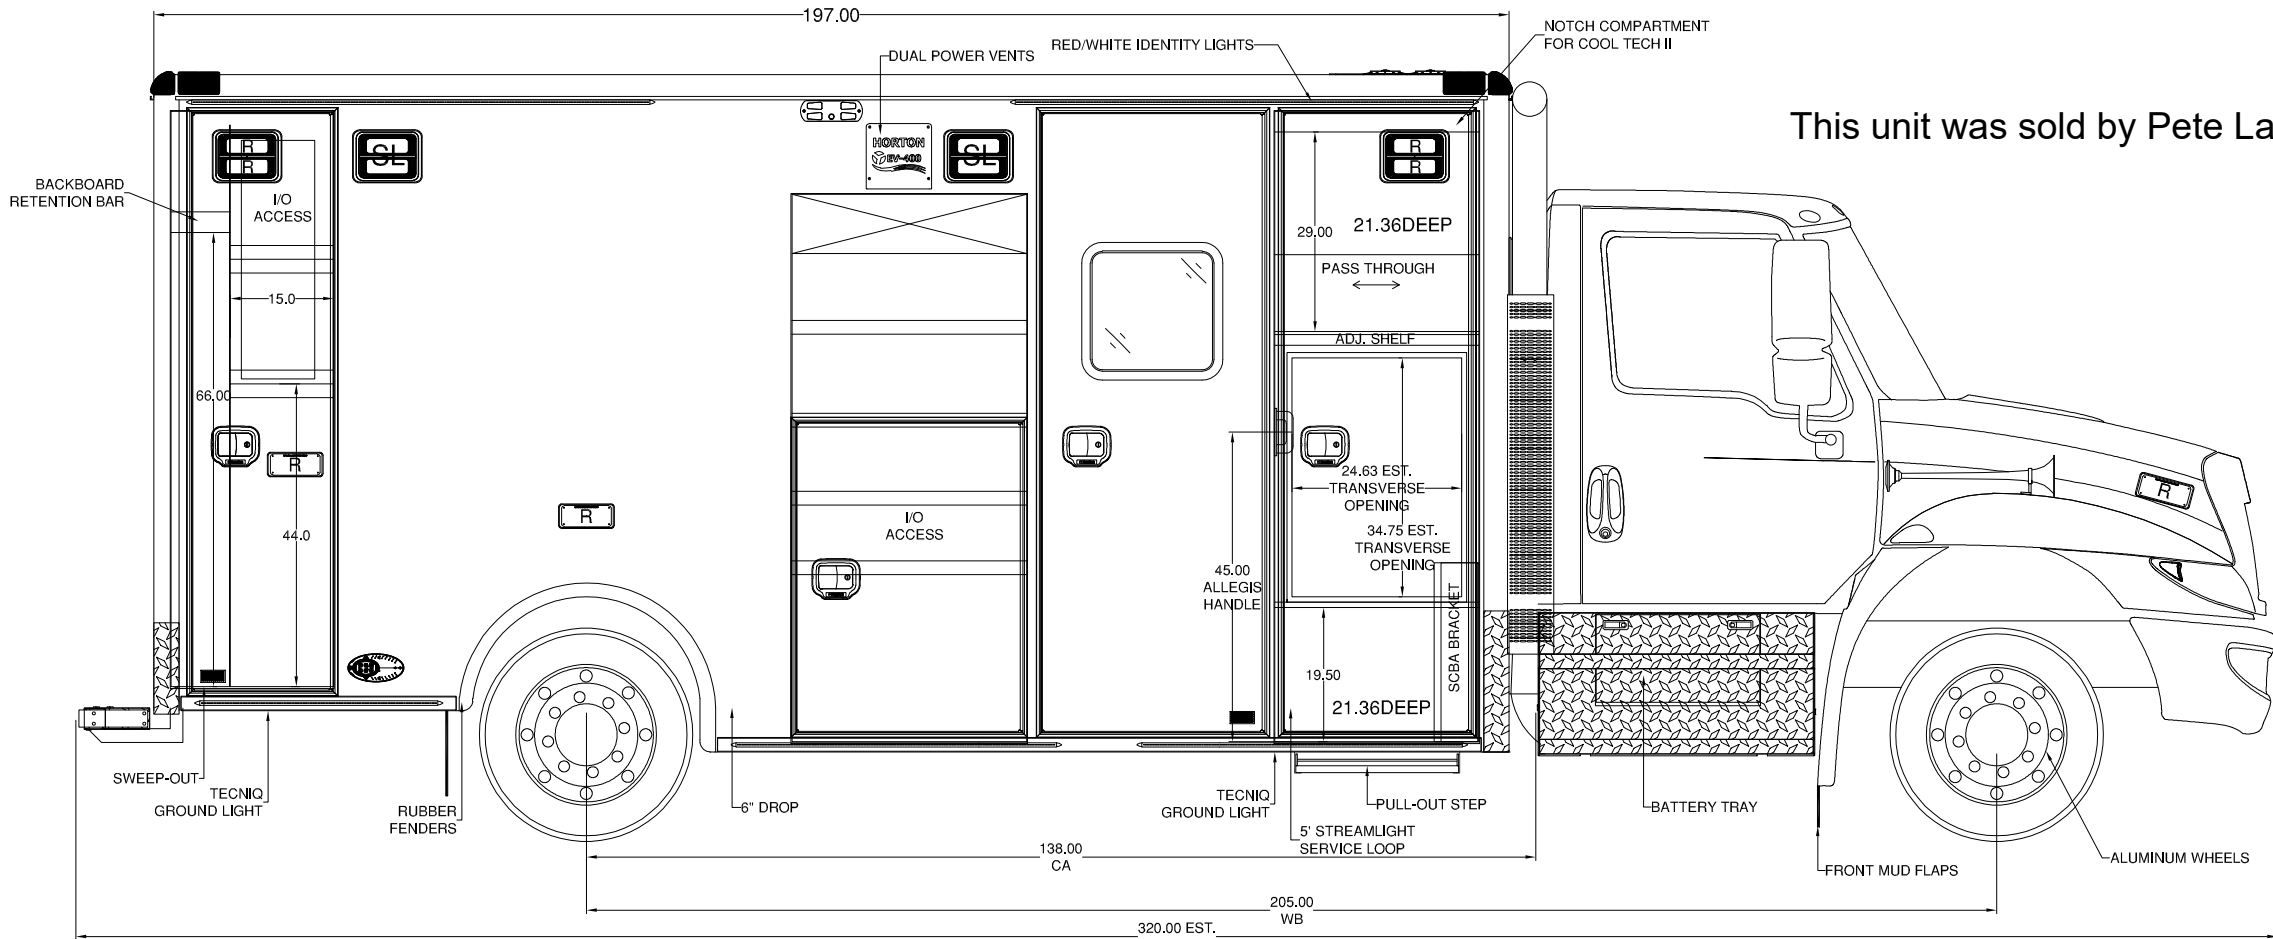 197.00
NOTCH COMPARTMENT
FOR COOL TECH II
RED/WHITE IDENTITY LIGHTS
DUAL POWER VENTS
This unit was sold by Pete La
HORTON
EV-400
R
R
SL
SL
R
R
BACKBOARD
RETENTION BAR
I/O
ACCESS
29.00
21.36DEEP
PASS THROUGH
15.0
ADJ. SHELF
66.00
R
24.63 EST.
TRANSVERSE
OPENING
R
R
I/O
ACCESS
44.0
34.75 EST.
TRANSVERSE
OPENING
45.00
ALLEGIS
HANDLE
SCBA BRACKET
19.50
21.36DEEP
SWEEP-OUT
TECNIQ
GROUND LIGHT
RUBBER
FENDERS
6" DROP
TECNIQ
GROUND LIGHT
PULL-OUT STEP
BATTERY TRAY
5' STREAMLIGHT
SERVICE LOOP
138.00
CA
ALUMINUM WHEELS
FRONT MUD FLAPS
205.00
WB
320.00 EST.